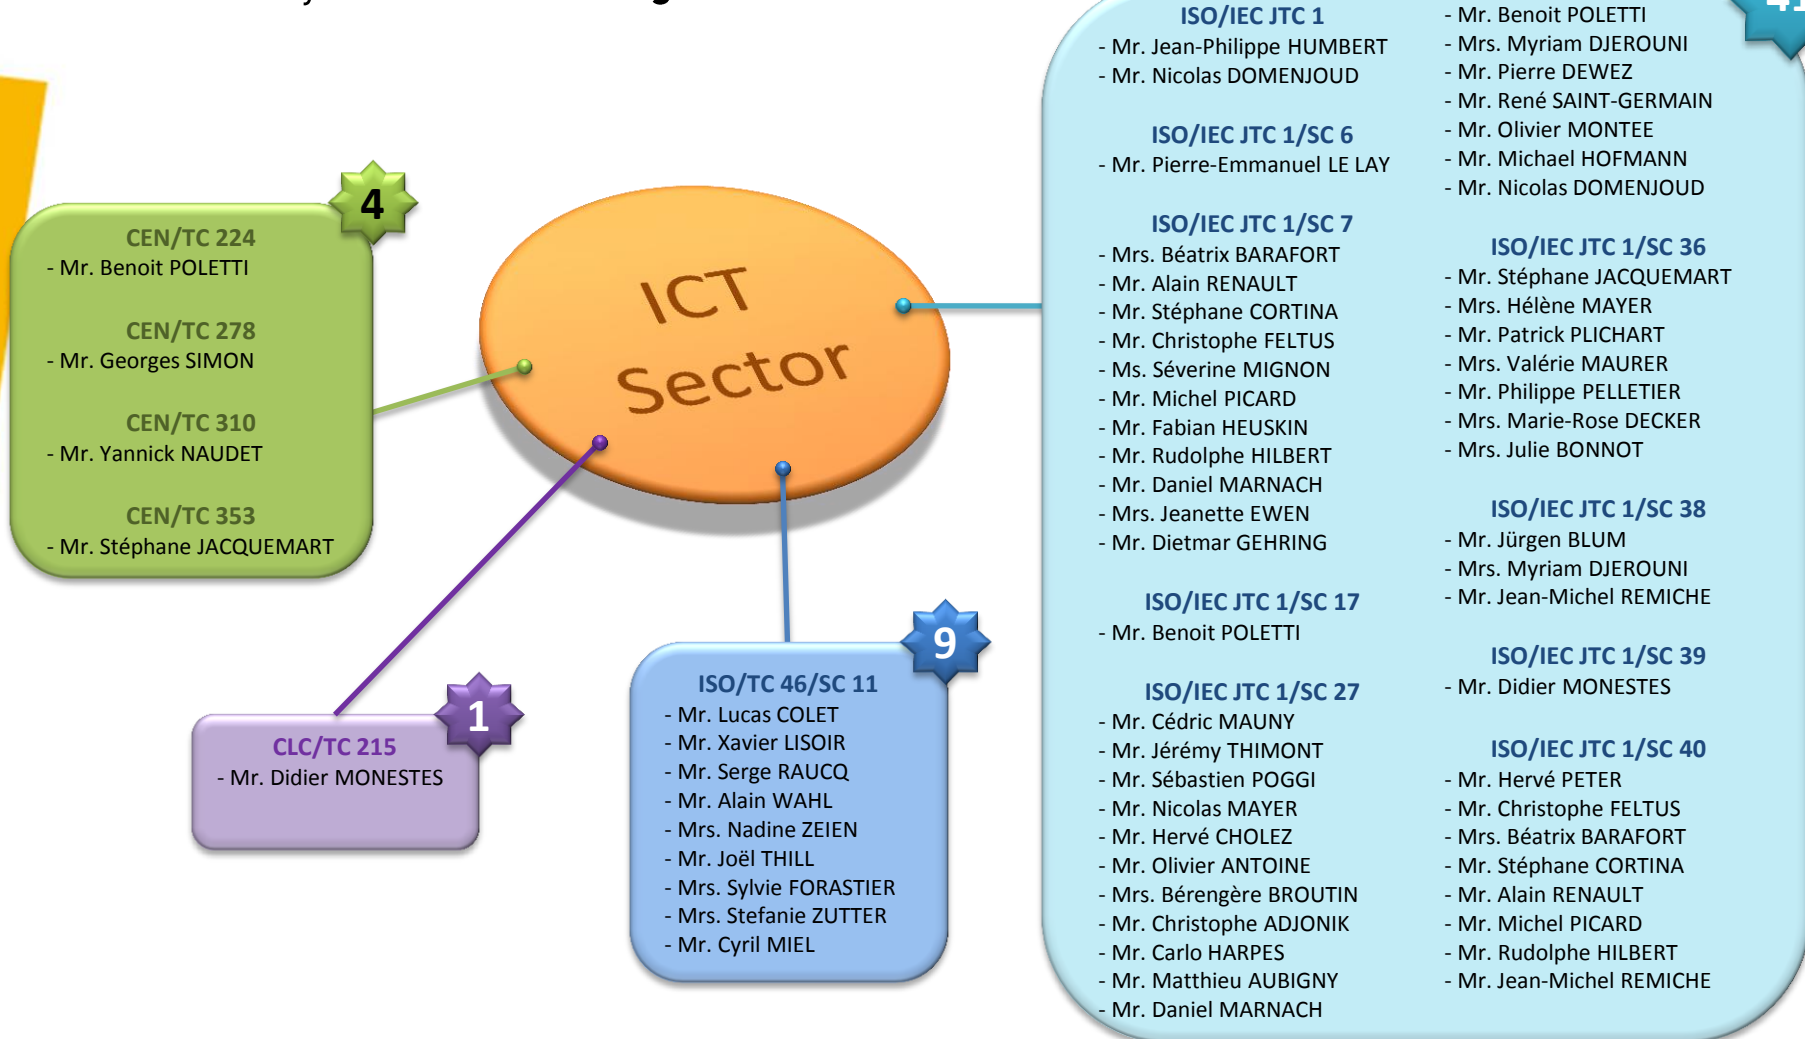 4
CEN/TC 224
- Mr. Benoit POLETTI
CEN/TC 278
- Mr. Georges SIMON
CEN/TC 310
- Mr. Yannick NAUDET
CEN/TC 353
- Mr. Stéphane JACQUEMART
ICT
Sector
1
CLC/TC 215
- Mr. Didier MONESTES
9
ISO/TC 46/SC 11
- Mr. Lucas COLET
- Mr. Xavier LISOIR
- Mr. Serge RAUCQ
- Mr. Alain WAHL
- Mrs. Nadine ZEIEN
- Mr. Joël THILL
- Mrs. Sylvie FORASTIER
- Mrs. Stefanie ZUTTER
- Mr. Cyril MIEL
41
ISO/IEC JTC 1
- Mr. Jean-Philippe HUMBERT
- Mr. Nicolas DOMENJOUD
ISO/IEC JTC 1/SC 6
- Mr. Pierre-Emmanuel LE LAY
ISO/IEC JTC 1/SC 7
- Mrs. Béatrix BARAFORT
- Mr. Alain RENAULT
- Mr. Stéphane CORTINA
- Mr. Christophe FELTUS
- Ms. Séverine MIGNON
- Mr. Michel PICARD
- Mr. Fabian HEUSKIN
- Mr. Rudolphe HILBERT
- Mr. Daniel MARNACH
- Mrs. Jeanette EWEN
- Mr. Dietmar GEHRING
ISO/IEC JTC 1/SC 17
- Mr. Benoit POLETTI
ISO/IEC JTC 1/SC 27
- Mr. Cédric MAUNY
- Mr. Jérémy THIMONT
- Mr. Sébastien POGGI
- Mr. Nicolas MAYER
- Mr. Hervé CHOLEZ
- Mr. Olivier ANTOINE
- Mrs. Bérengère BROUTIN
- Mr. Christophe ADJONIK
- Mr. Carlo HARPES
- Mr. Matthieu AUBIGNY
- Mr. Daniel MARNACH
- Mr. Benoit POLETTI
- Mrs. Myriam DJEROUNI
- Mr. Pierre DEWEZ
- Mr. René SAINT-GERMAIN
- Mr. Olivier MONTEE
- Mr. Michael HOFMANN
- Mr. Nicolas DOMENJOUD
ISO/IEC JTC 1/SC 36
- Mr. Stéphane JACQUEMART
- Mrs. Hélène MAYER
- Mr. Patrick PLICHART
- Mrs. Valérie MAURER
- Mr. Philippe PELLETIER
- Mrs. Marie-Rose DECKER
- Mrs. Julie BONNOT
ISO/IEC JTC 1/SC 38
- Mr. Jürgen BLUM
- Mrs. Myriam DJEROUNI
- Mr. Jean-Michel REMICHE
ISO/IEC JTC 1/SC 39
- Mr. Didier MONESTES
ISO/IEC JTC 1/SC 40
- Mr. Hervé PETER
- Mr. Christophe FELTUS
- Mrs. Béatrix BARAFORT
- Mr. Stéphane CORTINA
- Mr. Alain RENAULT
- Mr. Michel PICARD
- Mr. Rudolphe HILBERT
- Mr. Jean-Michel REMICHE